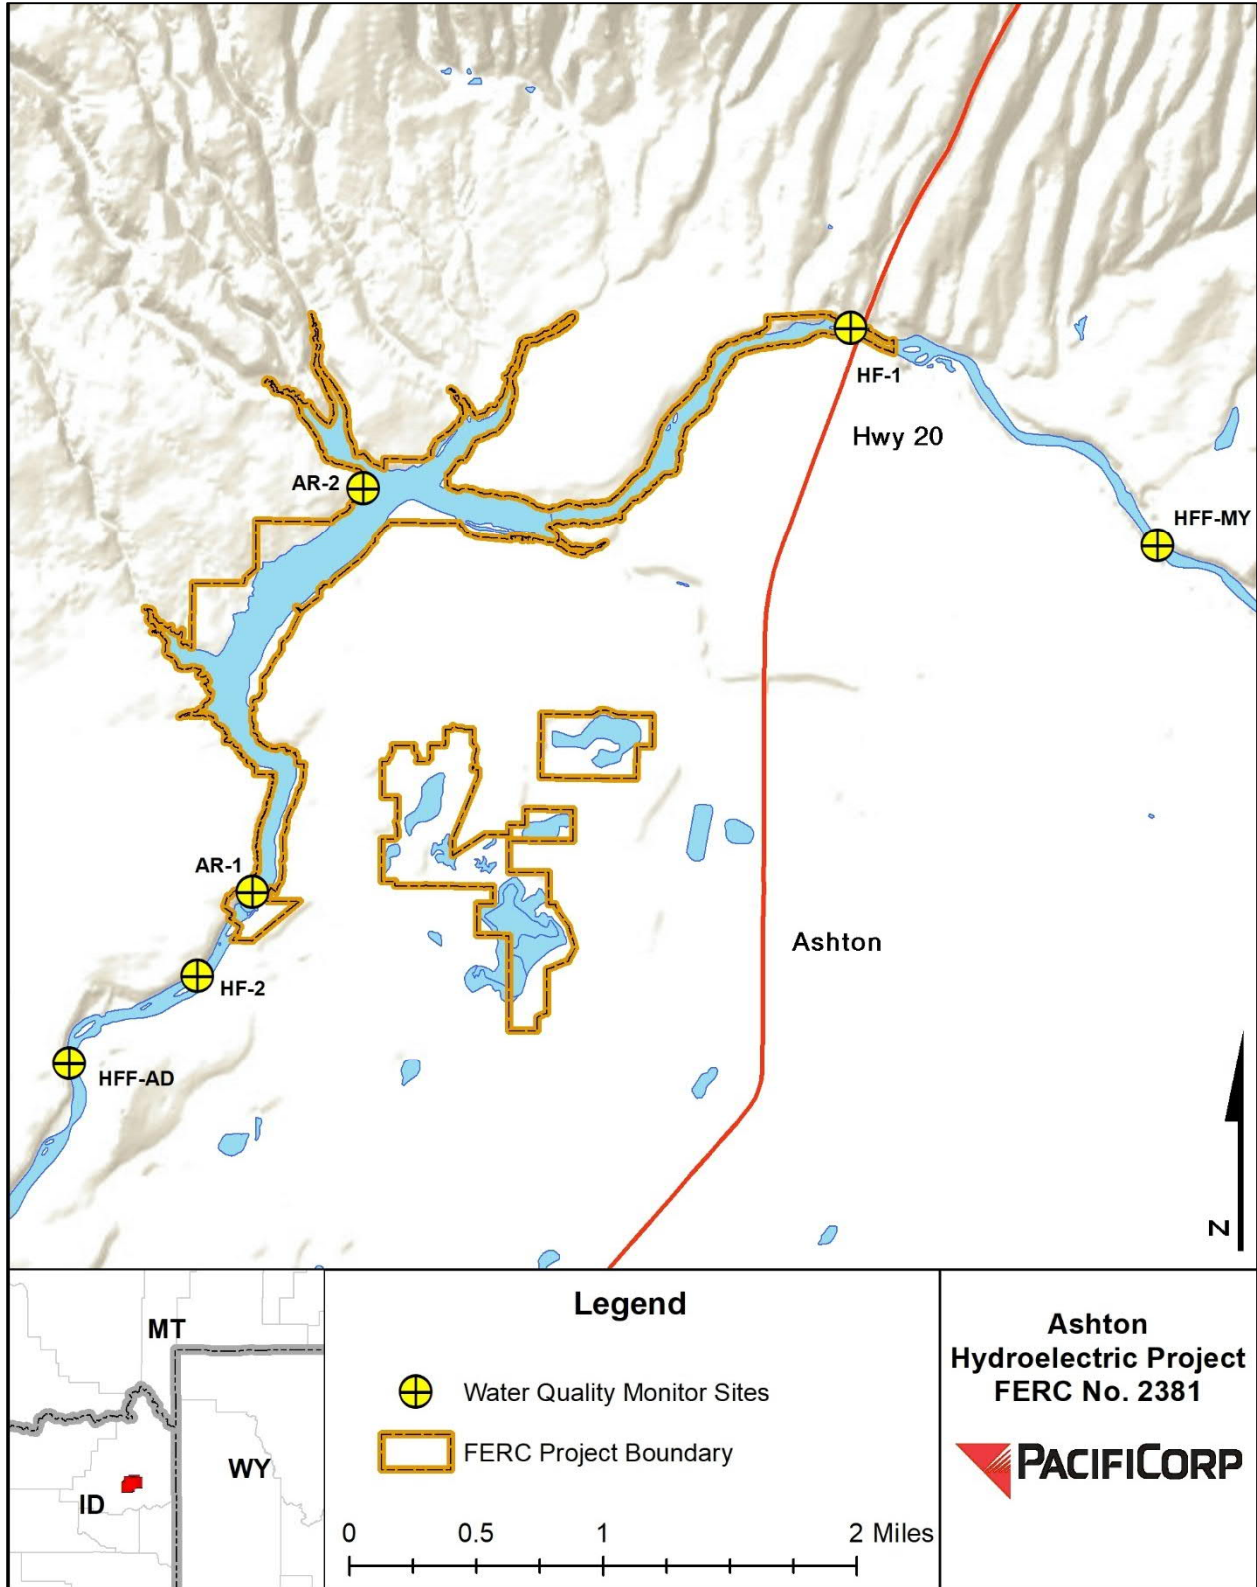 HF-1
Hwy 20
AR-2
HFF-MY
AR-1
Ashton
HF-2
HFF-AD
N
MT
WY
ID
Legend
Water Quality Monitor Sites
FERC Project Boundary
0 0.5 1 2 Miles
Ashton
Hydroelectric Project
FERC No. 2381
PACIFICORP